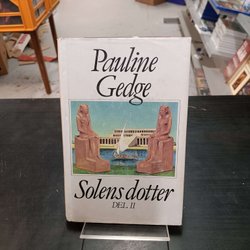 Pauline
Gedge
Solens dotter
DEL II